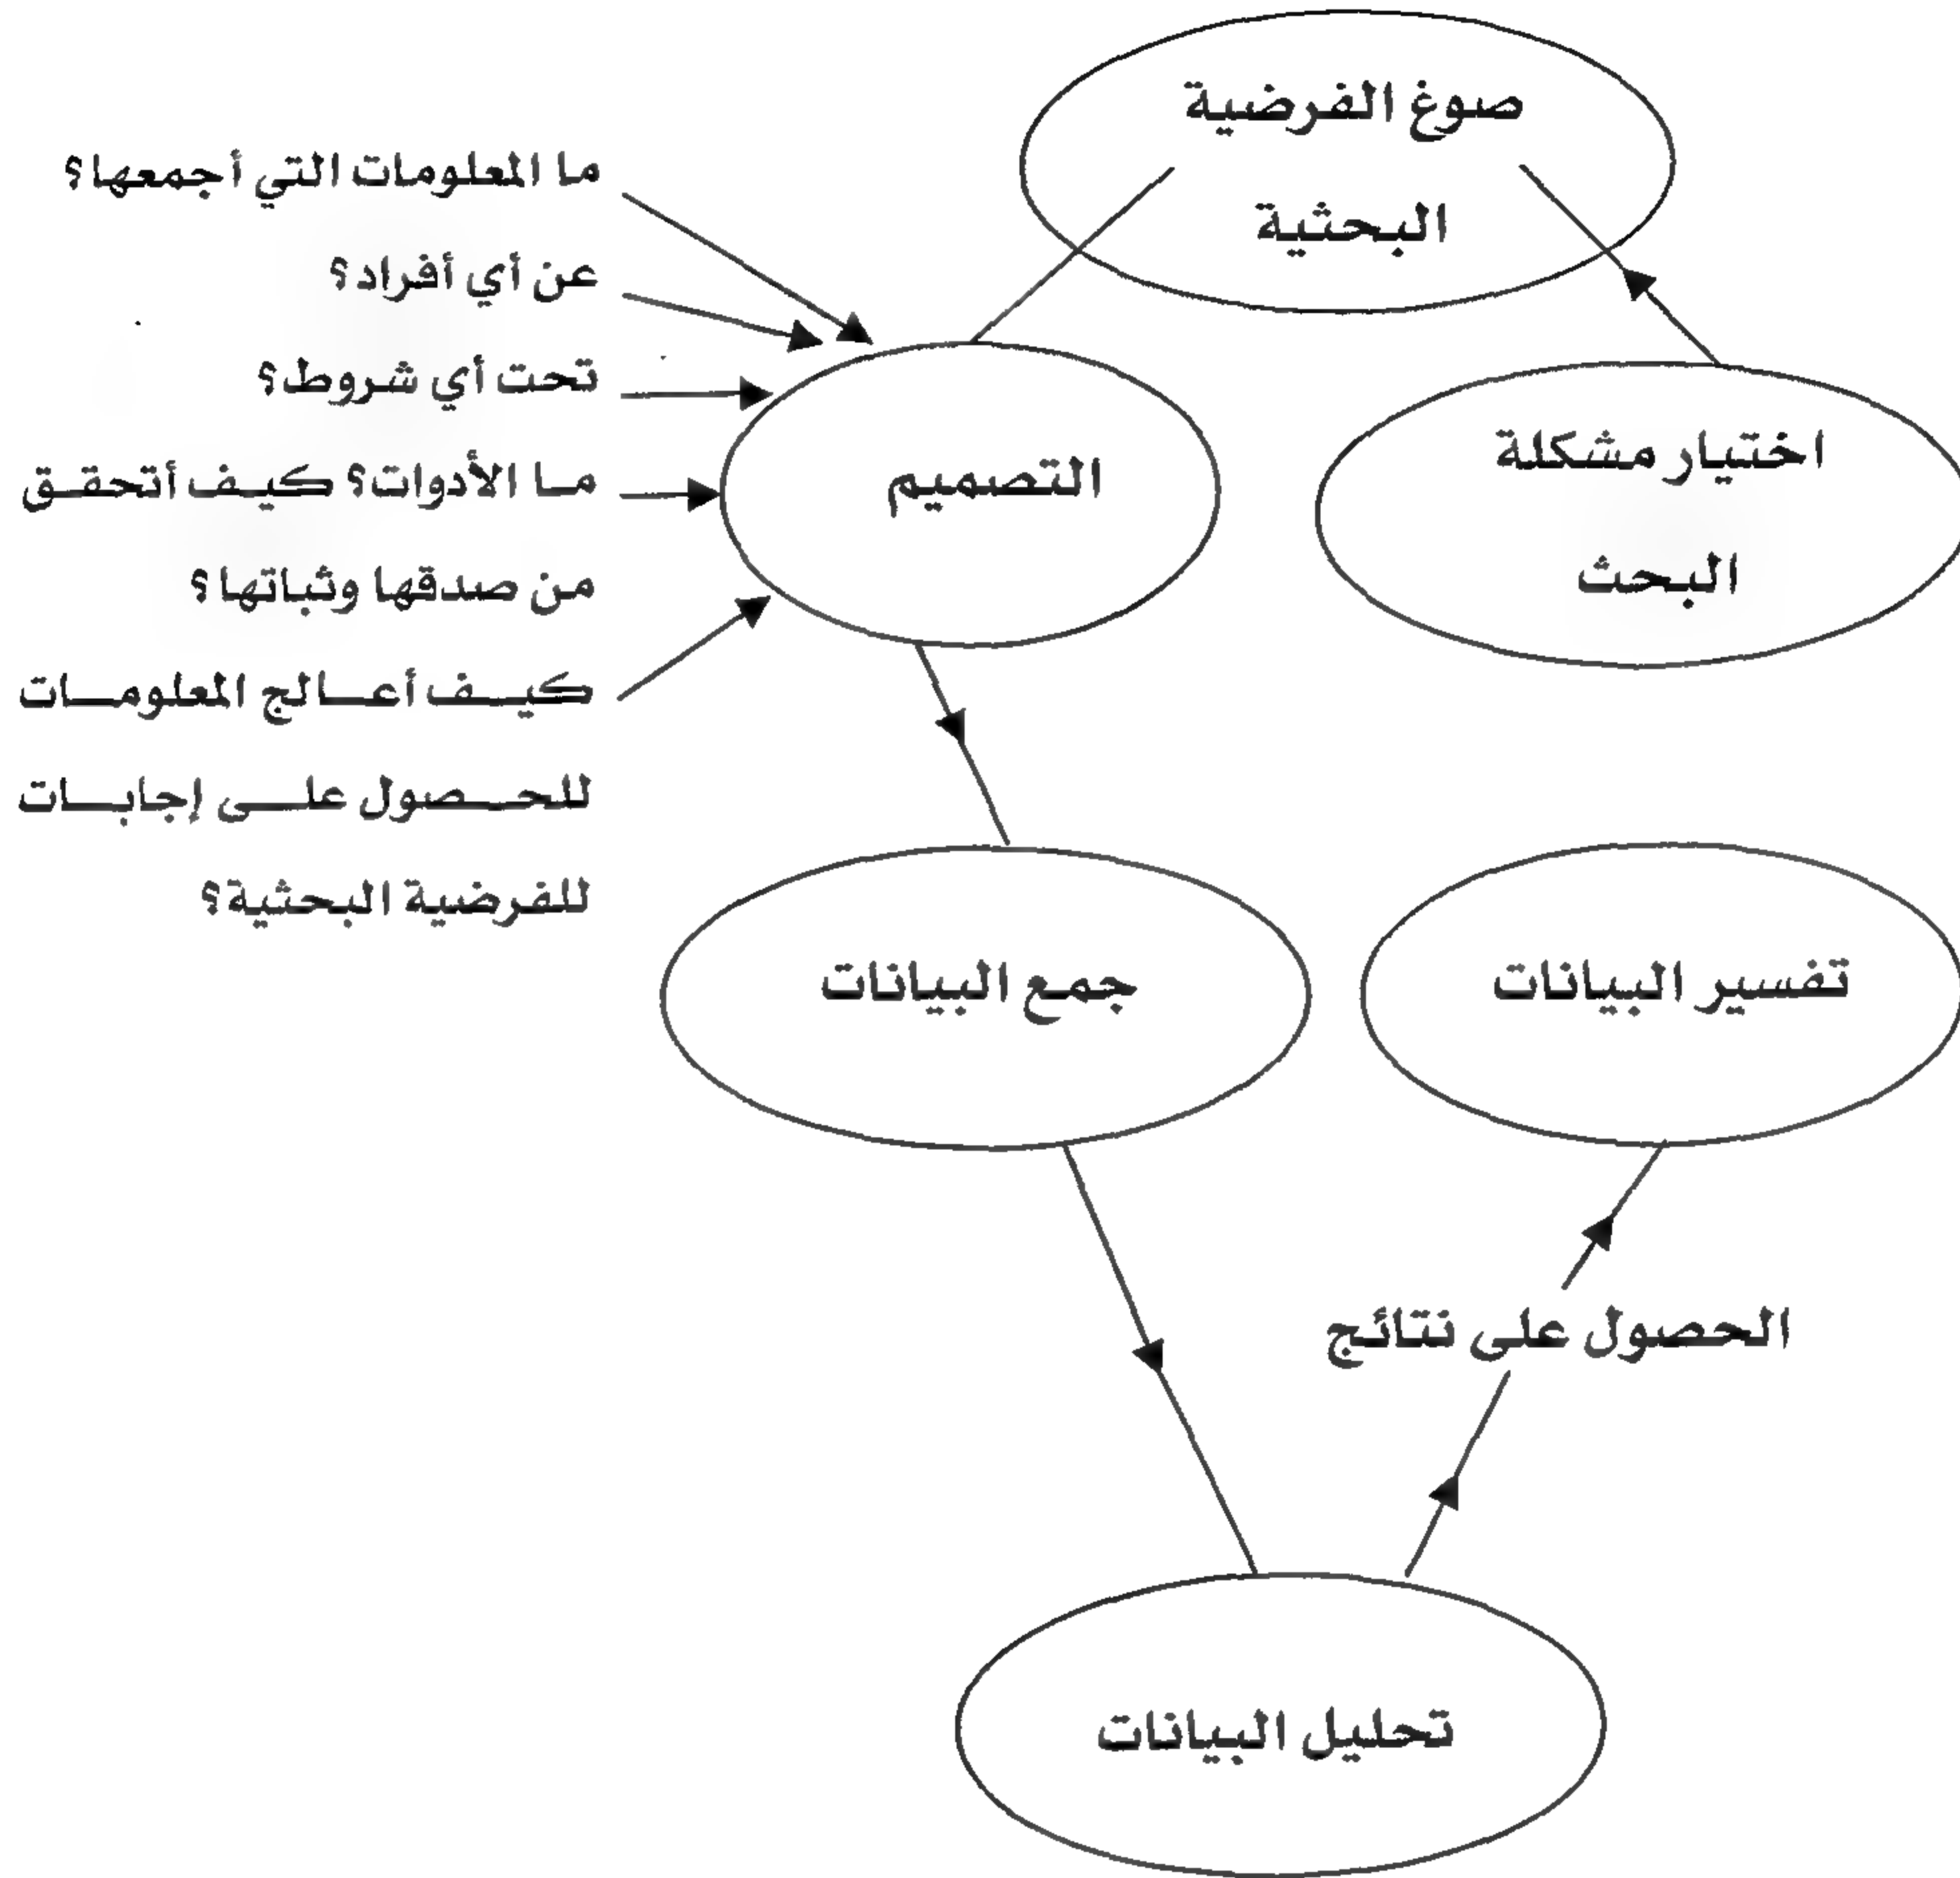 صوغ الفرضية
البحثية
ما المعلومات التي أجمعها؟
عن أي أفراد؟
تحت أي شروط؟
ما الأدوات؟ كيف أتحقق
من صدقها وثباتها؟
كيف أعالج المعلومات
للحصول على إجابات
للفرضية البحثية؟
اختيار مشكلة
البحث
التصميم
جمع البيانات
تفسير البيانات
الحصول على نتائج
تحليل البيانات